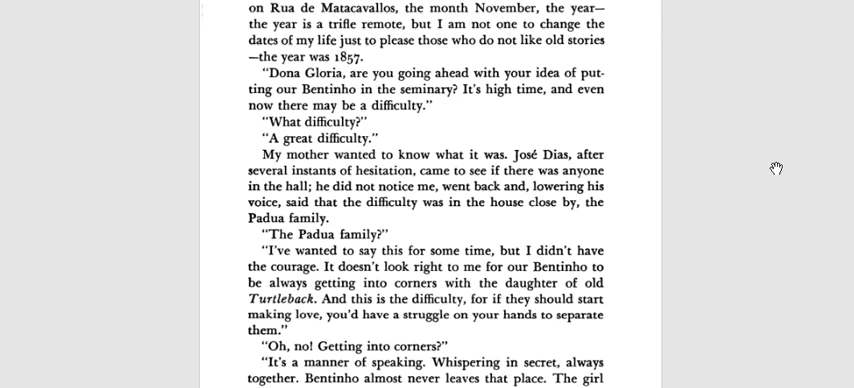 on Rua de Matacavallos, the month November, the year—
the year is a trifle remote, but I am not one to change the
dates of my life just to please those who do not like old stories
—the year was 1857.
“Dona Gloria, are you going ahead with your idea of put-
ting our Bentinho in the seminary? It’s high time, and even
now there may be a difficulty.”
“What difficulty?”
“A great difficulty.”
My mother wanted to know what it was. José Dias, after
several instants of hesitation, came to see if there was anyone
in the hall; he did not notice me, went back and, lowering his
voice, said that the difficulty was in the house close by, the
Padua family.
“The Padua family?”
“I’ve wanted to say this for some time, but I didn’t have
the courage. It doesn’t look right to me for our Bentinho to
be always getting into corners with the daughter of old
Turtleback. And this is the difficulty, for if they should start
making love, you’d have a struggle on your hands to separate
them.”
“Oh, no! Getting into corners?”
“It’s a manner of speaking. Whispering in secret, always
together. Bentinho almost never leaves that place. The girl